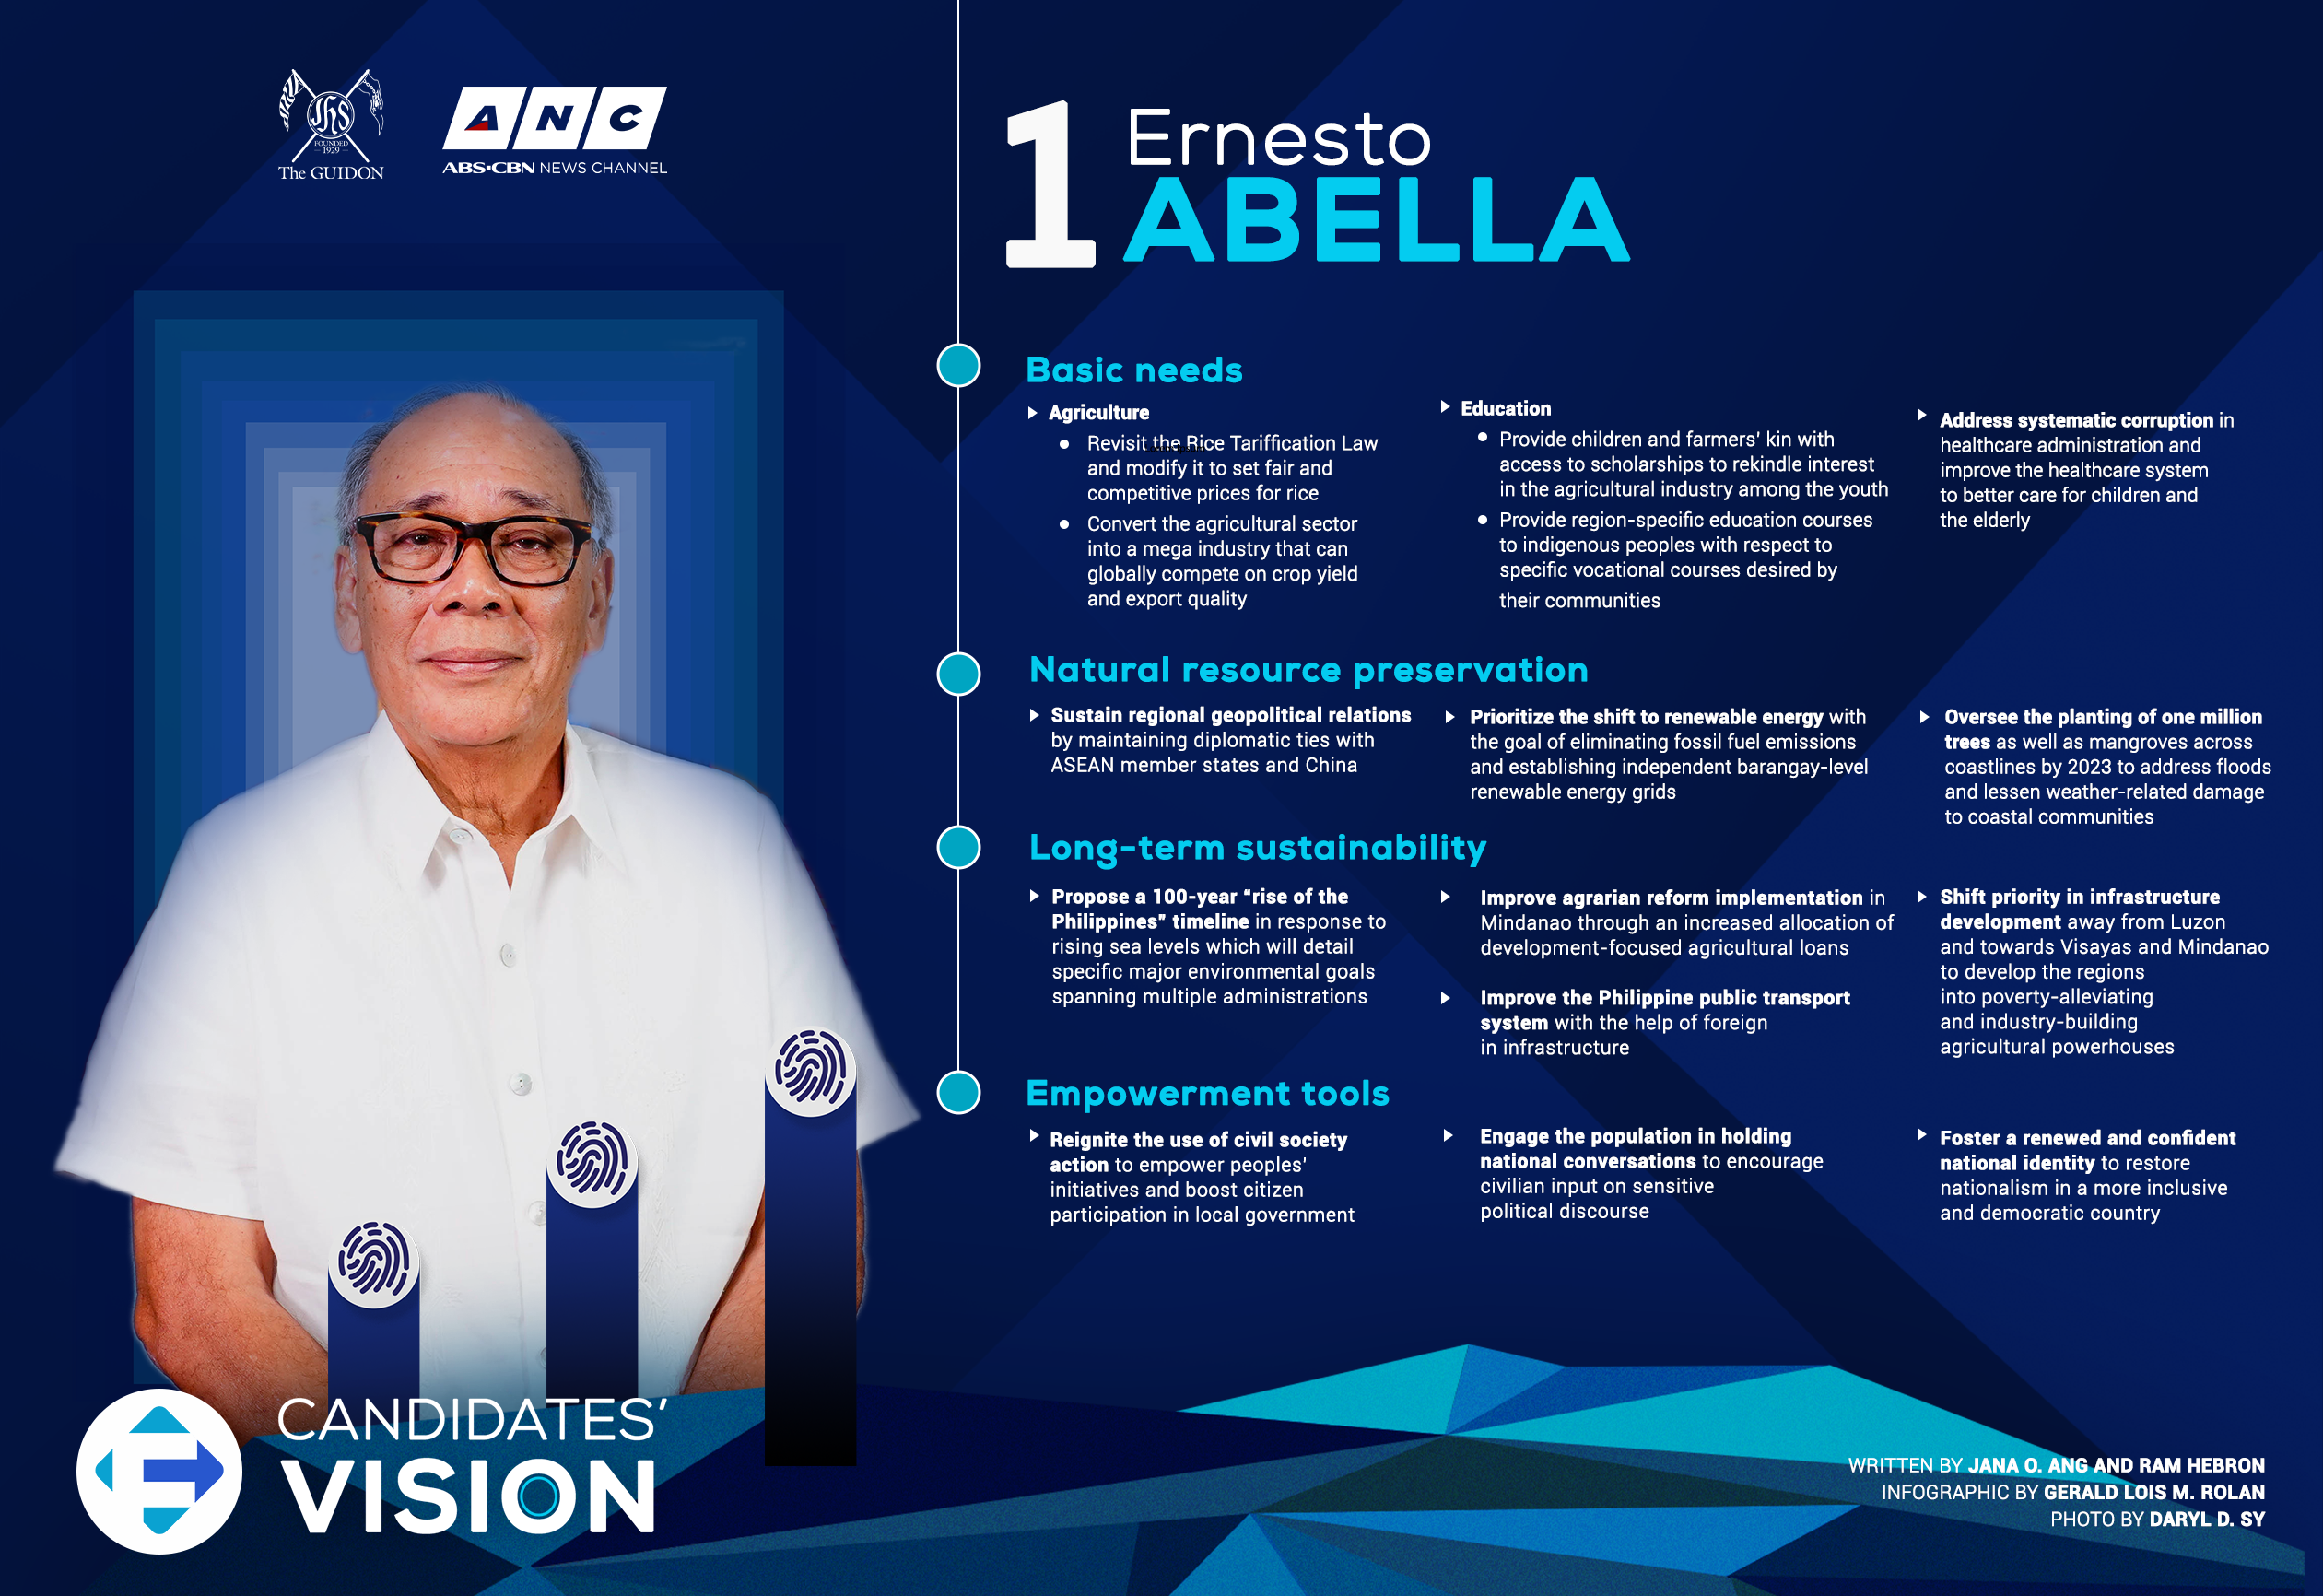 Jhs
FOUNDED
1929
The GUIDON
ANC
ABS-CBN NEWS CHANNEL
1
Ernesto
ABELLA
Basic needs
Agriculture
Revisit the Rice Tariffication Law
and modify it to set fair and
competitive prices for rice
Convert the agricultural sector
into a mega industry that can
globally compete on crop yield
and export quality
Education
Provide children and farmers' kin with
access to scholarships to rekindle interest
in the agricultural industry among the youth
Provide region-specific education courses
to indigenous peoples with respect to
specific vocational courses desired by
their communities
Address systematic corruption in
healthcare administration and
improve the healthcare system
to better care for children and
the elderly
Natural resource preservation
Sustain regional geopolitical relations
by maintaining diplomatic ties with
ASEAN member states and China
Prioritize the shift to renewable energy with
the goal of eliminating fossil fuel emissions
and establishing independent barangay-level
renewable energy grids
Oversee the planting of one million
trees as well as mangroves across
coastlines by 2023 to address floods
and lessen weather-related damage
to coastal communities
Long-term sustainability
Propose a 100-year “rise of the
Philippines” timeline in response to
rising sea levels which will detail
specific major environmental goals
spanning multiple administrations
Improve agrarian reform implementation in
Mindanao through an increased allocation of
development-focused agricultural loans
Improve the Philippine public transport
system with the help of foreign
in infrastructure
Shift priority in infrastructure
development away from Luzon
and towards Visayas and Mindanao
to develop the regions
into poverty-alleviating
and industry-building
agricultural powerhouses
Empowerment tools
Reignite the use of civil society
action to empower peoples'
initiatives and boost citizen
participation in local government
Engage the population in holding
national conversations to encourage
civilian input on sensitive
political discourse
Foster a renewed and confident
national identity to restore
nationalism in a more inclusive
and democratic country
CANDIDATES'
VISION
WRITTEN BY JANA O. ANG AND RAM HEBRON
INFOGRAPHIC BY GERALD LOIS M. ROLAN
PHOTO BY DARYL D. SY